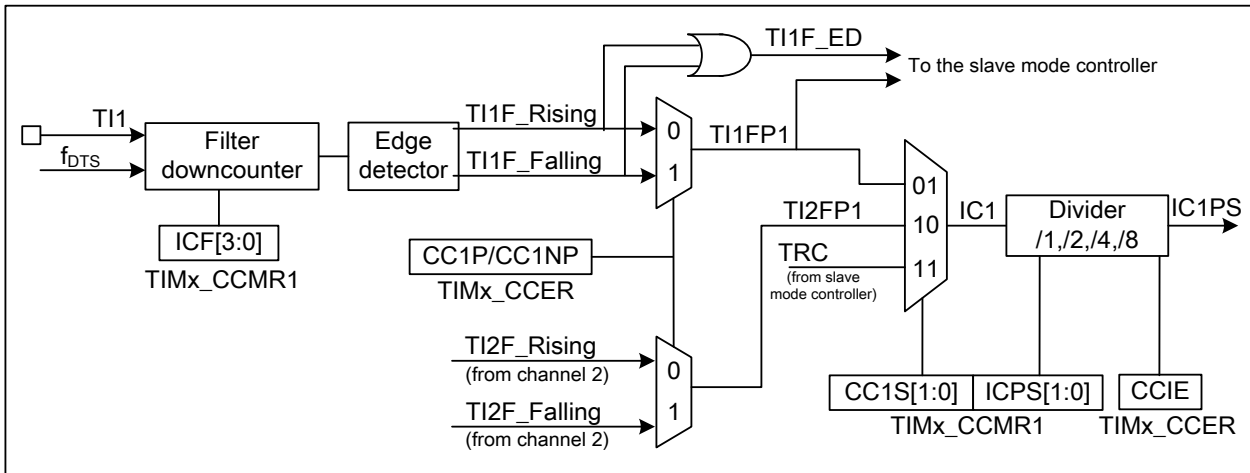 TI1F_ED
To the slave mode controller
TI1
fDTS
Filter
downcounter
Edge
detector
TI1F_Rising
TI1F_Falling
0
1
TI1FP1
ICF[3:0]
TIMx_CCMR1
CC1P/CC1NP
TIMx_CCER
TI2FP1
TRC
(from slave
mode controller)
01
10
11
IC1
Divider
/1,/2,/4,/8
IC1PS
TI2F_Rising
(from channel 2)
TI2F_Falling
(from channel 2)
0
1
CC1S[1:0]
ICPS[1:0]
TIMx_CCMR1
CCIE
TIMx_CCER